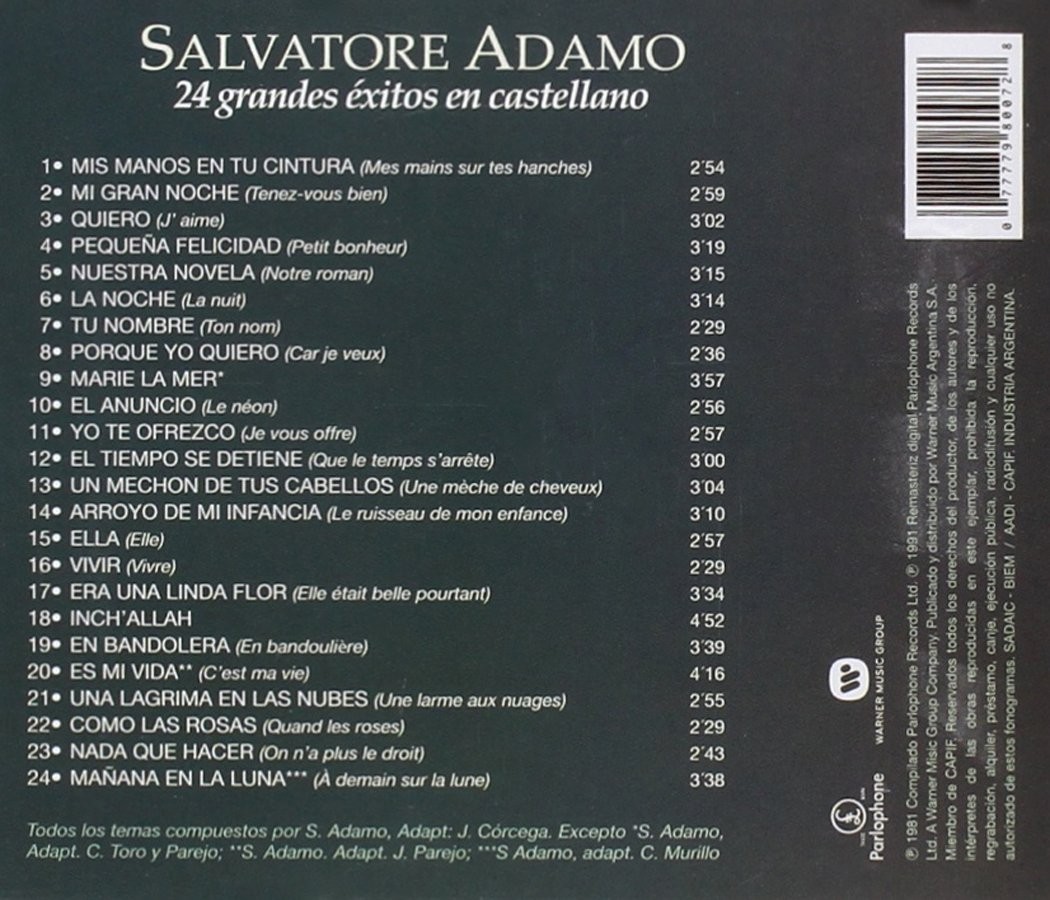 SALVATORE ADAMO
24 grandes éxitos en castellano
1• MIS MANOS EN TU CINTURA (Mes mains sur tes hanches) 2´54
2• MI GRAN NOCHE (Tenez-vous bien) 2´59
3• QUIERO (J' aime) 3´02
4• PEQUEÑA FELICIDAD (Petit bonheur) 3´19
5• NUESTRA NOVELA (Notre roman) 3´15
6• LA NOCHE (La nuit) 3´14
7• TU NOMBRE (Ton nom) 2´29
8• PORQUE YO QUIERO (Car je veux) 2´36
9• MARIE LA MER* 3´57
10• EL ANUNCIO (Le néon) 2´56
11• YO TE OFREZCO (Je vous offre) 2´57
12• EL TIEMPO SE DETIENE (Que le temps s'arrête) 3´00
13• UN MECHON DE TUS CABELLOS (Une mèche de cheveux) 3´04
14• ARROYO DE MI INFANCIA (Le ruisseau de mon enfance) 3´10
15• ELLA (Elle) 2´57
16• VIVIR (Vivre) 2´29
17• ERA UNA LINDA FLOR (Elle était belle pourtant) 3´34
18• INCH'ALLAH 4´52
19• EN BANDOLERA (En bandoulière) 3´39
20• ES MI VIDA** (C'est ma vie) 4´16
21• UNA LAGRIMA EN LAS NUBES (Une larme aux nuages) 2´55
22• COMO LAS ROSAS (Quand les roses) 2´29
23• NADA QUE HACER (On n'a plus le droit) 2´43
24• MAÑANA EN LA LUNA*** (À demain sur la lune) 3´38
Todos los temas compuestos por S. Adamo, Adapt: J. Córcega. Excepto *S. Adamo,
Adapt. C. Toro y Parejo; **S. Adamo. Adapt. J. Parejo; ***S Adamo, adapt. C. Murillo
0 77779 80072 8
WARNER MUSIC GROUP
Parlophone
℗ 1981 Compilado Parlophone Records Ltd. ℗ 1991 Remasteriz digital Parlophone Records
Ltd. A Warner Misic Group Company. Publicado y distribuido por Warner Music Argentina S.A.
Miembro de CAPIF. Reservados todos los derechos del productor, de los autores y de los
intérpretes de las obras reproducidas en este ejemplar, prohibida la reproducción,
regrabación, alquiler, préstamo, canje, ejecución pública, radiodifusión y cualquier uso no
autorizado de estos fonogramas. SADAIC - BIEM // AADI - CAPIF. INDUSTRIA ARGENTINA.